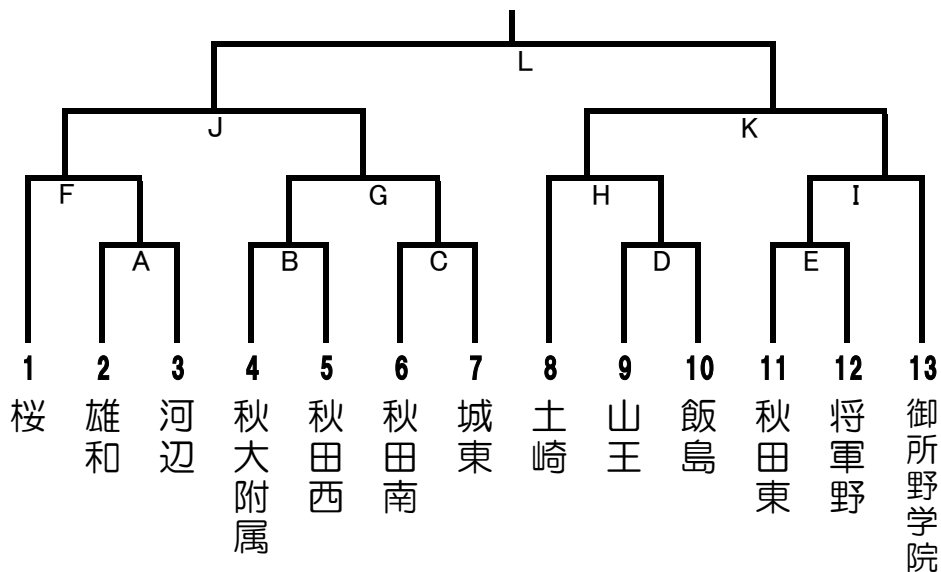 L
J
K
F
G
H
I
A
B
C
D
E
1
2
3
4
5
6
7
8
9
10
11
12
13
桜
雄和
河辺
秋大附属
秋田西
秋田南
城東
土崎
山王
飯島
秋田東
将軍野
御所野学院